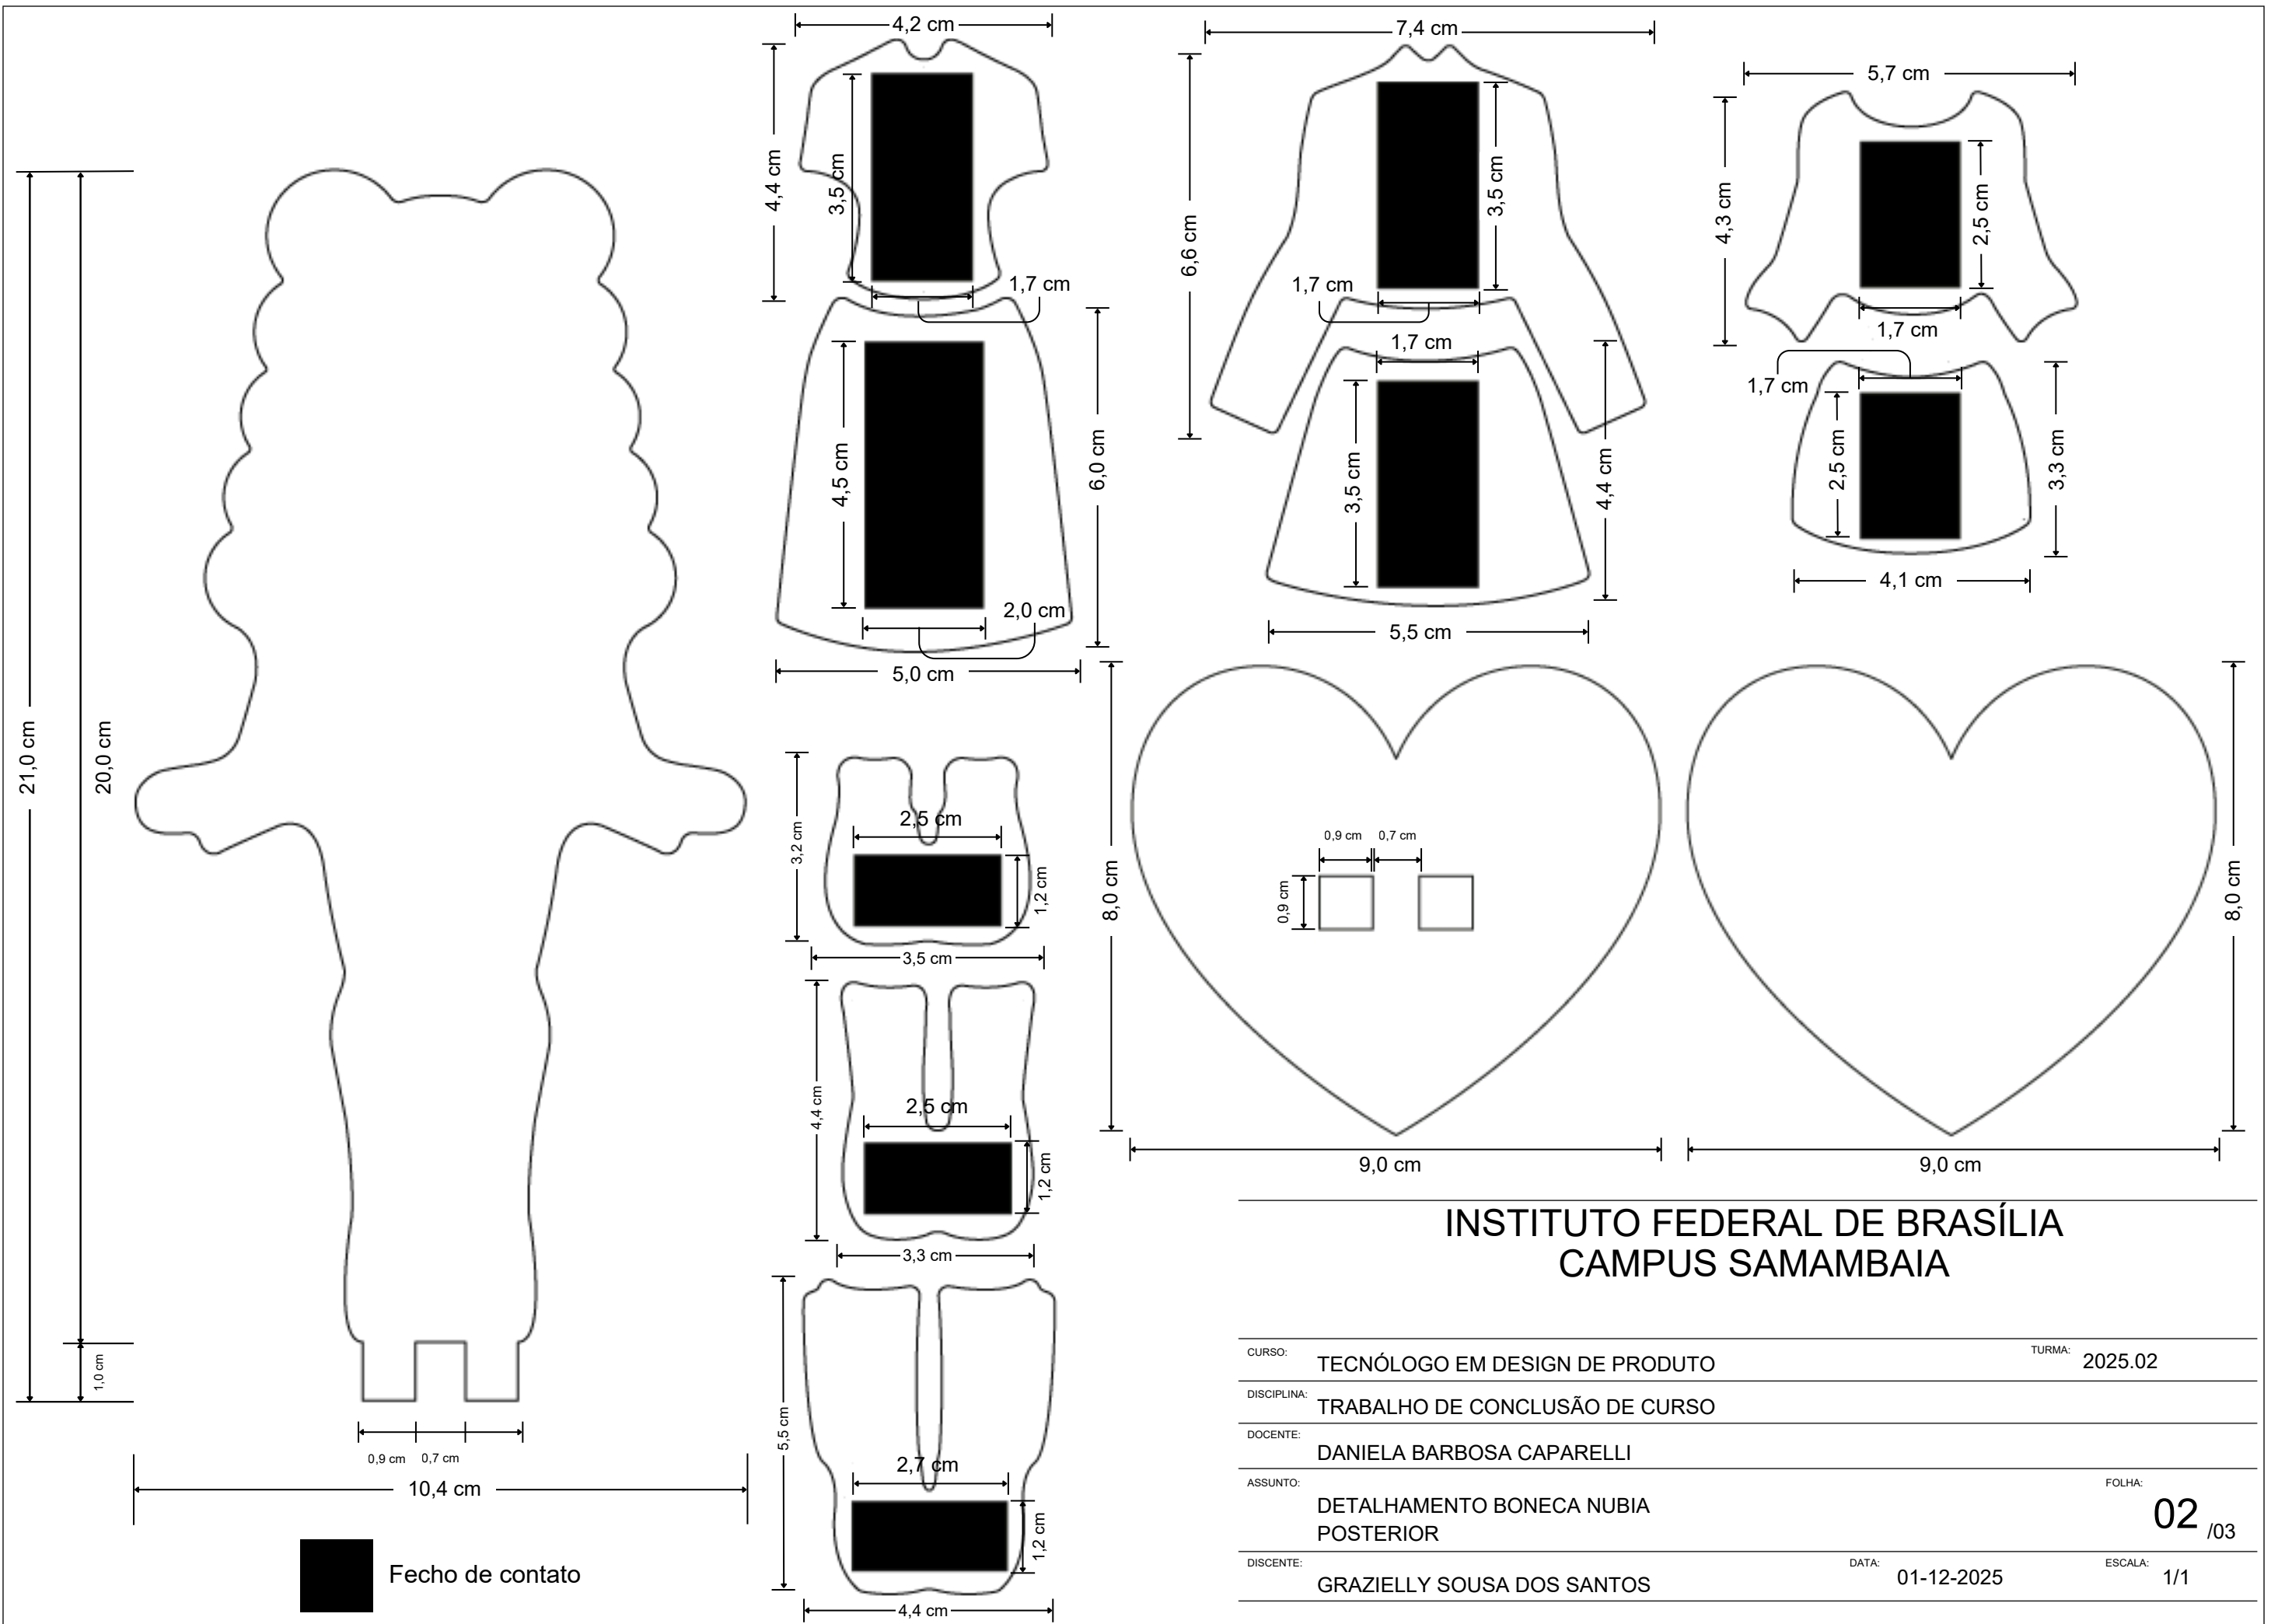 4,2 cm
7,4 cm
5,7 cm
4,4 cm
3,5 cm
1,7 cm
6,6 cm
3,5 cm
1,7 cm
4,3 cm
2,5 cm
1,7 cm
21,0 cm
20,0 cm
1,0 cm
0,9 cm 0,7 cm
10,4 cm
4,5 cm
6,0 cm
2,0 cm
5,0 cm
1,7 cm
3,5 cm
4,4 cm
5,5 cm
1,7 cm
2,5 cm
3,3 cm
4,1 cm
3,2 cm
2,5 cm
1,2 cm
3,5 cm
4,4 cm
2,5 cm
1,2 cm
3,3 cm
5,5 cm
2,7 cm
1,2 cm
4,4 cm
8,0 cm
0,9 cm 0,7 cm
0,9 cm
9,0 cm
8,0 cm
9,0 cm
Fecho de contato
INSTITUTO FEDERAL DE BRASÍLIA
CAMPUS SAMAMBAIA
CURSO: TECNÓLOGO EM DESIGN DE PRODUTO TURMA: 2025.02
DISCIPLINA: TRABALHO DE CONCLUSÃO DE CURSO
DOCENTE: DANIELA BARBOSA CAPARELLI
ASSUNTO: DETALHAMENTO BONECA NUBIA
POSTERIOR
FOLHA: 02 /03
DISCENTE: GRAZIELLY SOUSA DOS SANTOS DATA: 01-12-2025 ESCALA: 1/1